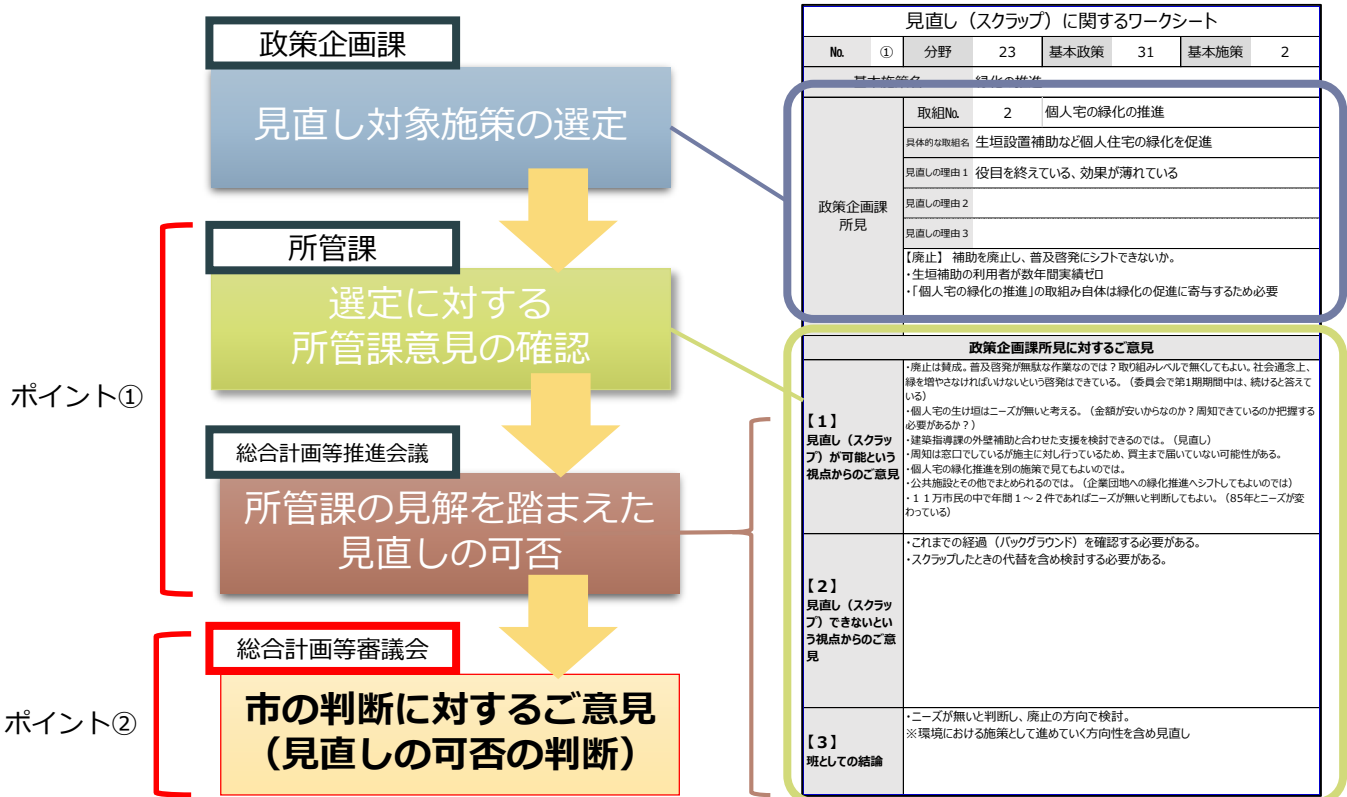 政策企画課
見直し対象施策の選定
ポイント①
所管課
選定に対する
所管課意見の確認
総合計画等推進会議
所管課の見解を踏まえた
見直しの可否
ポイント②
総合計画等審議会
市の判断に対するご意見
（見直しの可否の判断）
見直し（スクラップ）に関するワークシート
№ ① 分野 23 基本政策 31 基本施策 2
基本施策名 緑化の推進
政策企画課
所見
取組№ 2 個人宅の緑化の推進
具体的な取組名 生垣設置補助など個人住宅の緑化を促進
見直しの理由１ 役目を終えている、効果が薄れている
見直しの理由２
見直しの理由３
【廃止】 補助を廃止し、普及啓発にシフトできないか。
・生垣補助の利用者が数年間実績ゼロ
・「個人宅の緑化の推進」の取組み自体は緑化の促進に寄与するため必要
政策企画課所見に対するご意見
【１】
見直し（スクラッ
プ）が可能という
視点からのご意見
・廃止は賛成。普及啓発が無駄な作業なのでは？取り組みレベルで無くしてもよい。社会通念上、
緑を増やさなければいけないという啓発はできている。（委員会で第1期期間中は、続けると答えて
いる）
・個人宅の生け垣はニーズが無いと考える。（金額が安いからなのか？周知できているのか把握する
必要があるか？）
・建築指導課の外壁補助と合わせた支援を検討できるのでは。（見直し）
・周知は窓口でしているが施主に対し行っているため、買主まで届いていない可能性がある。
・個人宅の緑化推進を別の施策で見てもよいのでは。
・公共施設とその他でまとめられるのでは。（企業団地への緑化推進へシフトしてもよいのでは）
・１１万市民の中で年間１～２件であればニーズが無いと判断してもよい。（85年とニーズが変
わっている）
【２】
見直し（スクラッ
プ）できないとい
う視点からのご意
見
・これまでの経過（バックグラウンド）を確認する必要がある。
・スクラップしたときの代替を含め検討する必要がある。
【３】
班としての結論
・ニーズが無いと判断し、廃止の方向で検討。
※環境における施策として進めていく方向性を含め見直し